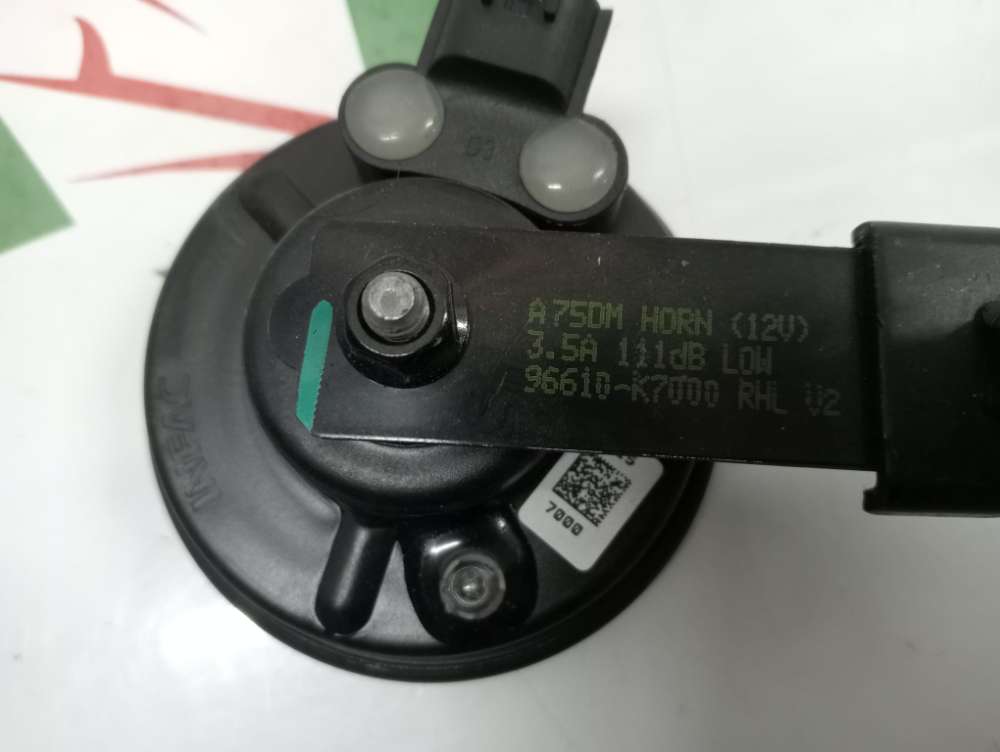 A75DM HORN (12V)
3.5A 111dB LOW
96610-K7000 RHL V2
7000